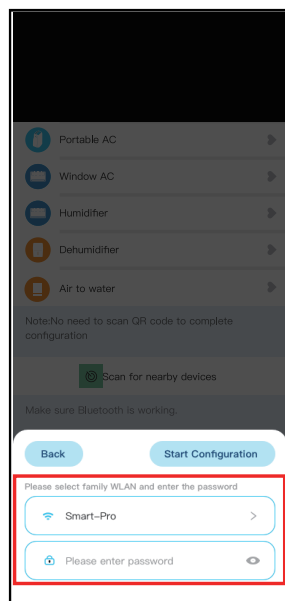 Portable AC
Window AC
Humidifier
Dehumidifier
Air to water
Note:No need to scan QR code to complete
configuration
Scan for nearby devices
Make sure Bluetooth is working.
Back
Start Configuration
Please select family WLAN and enter the password
Smart-Pro
Please enter password